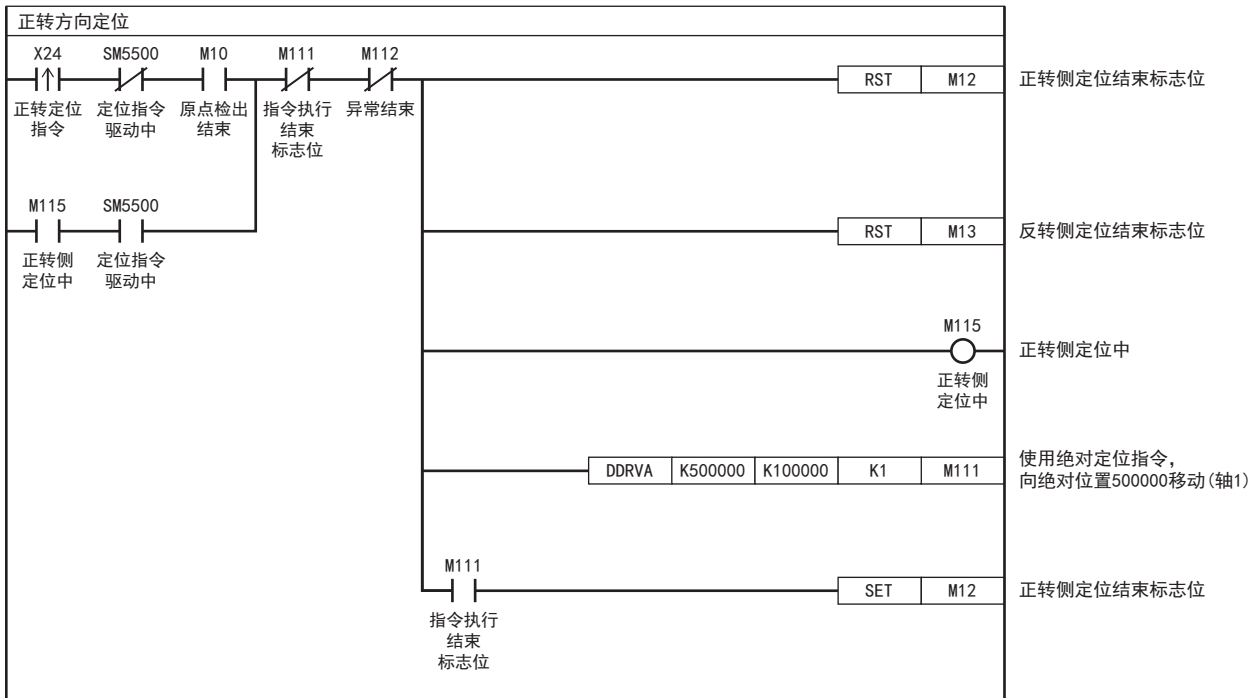 正转方向定位
X24 SM5500 M10 M111 M112
RST M12 正转侧定位结束标志位
正转定位 定位指令 原点检出 指令执行 异常结束
指令 驱动中 结束 结束
标志位
M115 SM5500
RST M13 反转侧定位结束标志位
正转侧 定位指令
定位中 驱动中
M115
正转侧定位中
正转侧
定位中
DDRVA K500000 K100000 K1 M111 使用绝对定位指令,
向绝对位置500000移动(轴1)
M111
SET M12 正转侧定位结束标志位
指令执行
结束
标志位